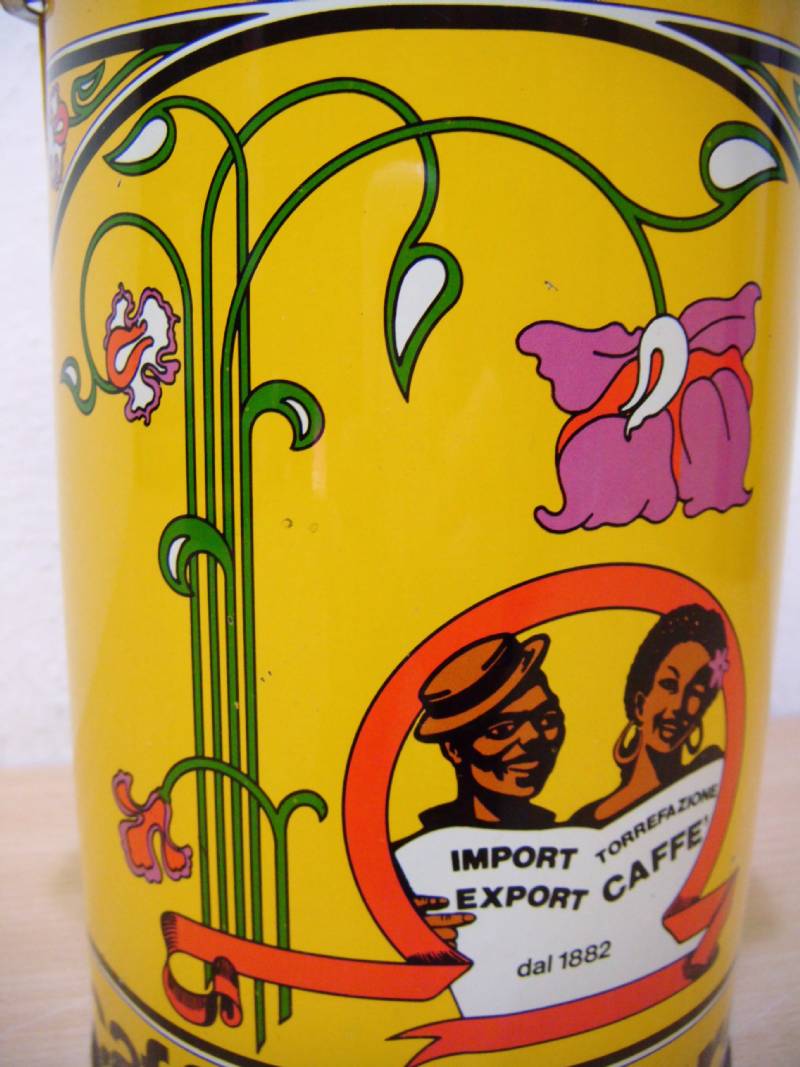 IMPORT
EXPORT
TORREFAZIONE
CAFFE'
dal 1882